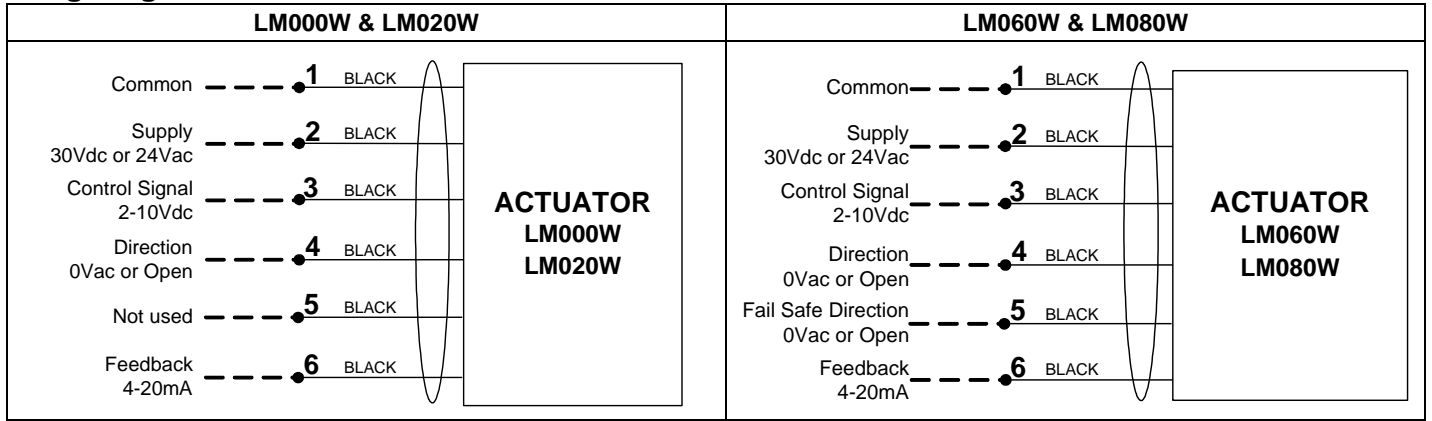 LM000W & LM020W
Common 1 BLACK
Supply
30Vdc or 24Vac
2 BLACK
Control Signal
2-10Vdc
3 BLACK
Direction
0Vac or Open
4 BLACK
Not used 5 BLACK
Feedback
4-20mA
6 BLACK
ACTUATOR
LM000W
LM020W
LM060W & LM080W
Common 1 BLACK
Supply
30Vdc or 24Vac
2 BLACK
Control Signal
2-10Vdc
3 BLACK
Direction
0Vac or Open
4 BLACK
Fail Safe Direction
0Vac or Open
5 BLACK
Feedback
4-20mA
6 BLACK
ACTUATOR
LM060W
LM080W